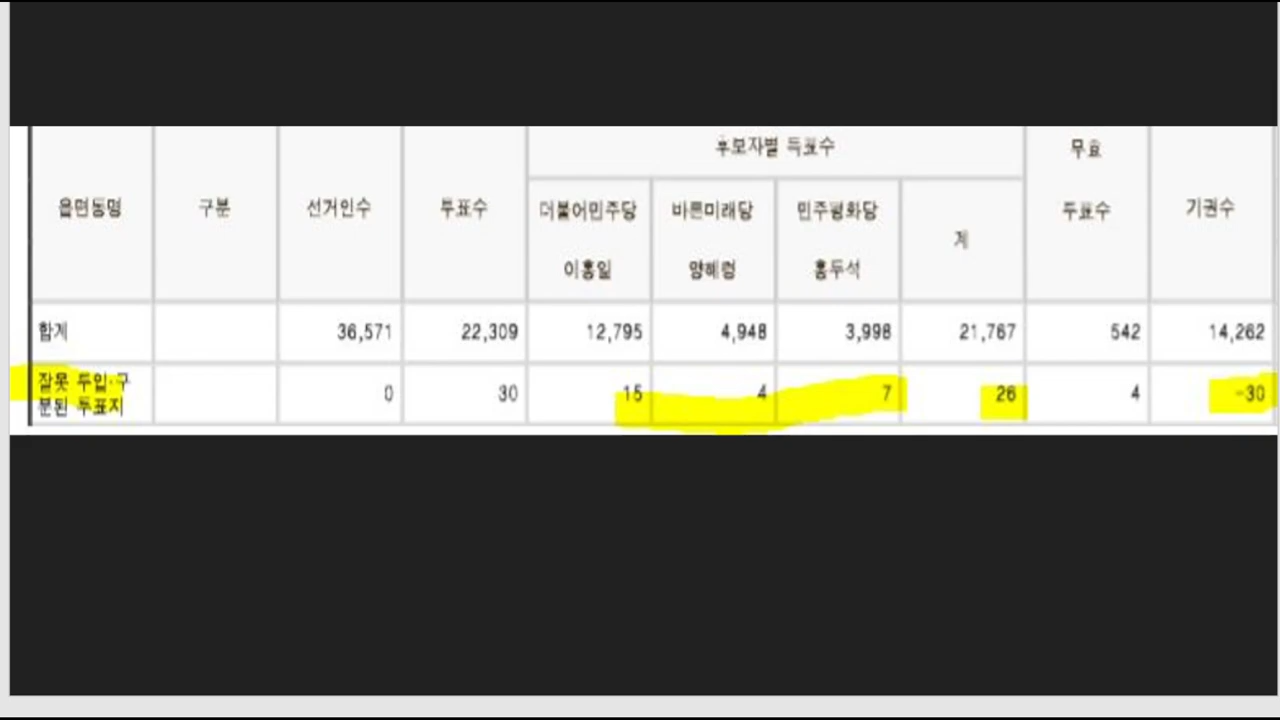 후보자별 득표수
무효
읍면동명 구분 선거인수 투표수 더불어민주당 바른미래당 민주평화당 계 투표수 기권수
이홍일 양혜령 홍두석
합계 36,571 22,309 12,795 4,948 3,998 21,767 542 14,262
잘못 투입·구
분된 투표지 0 30 15 4 7 26 4 -30